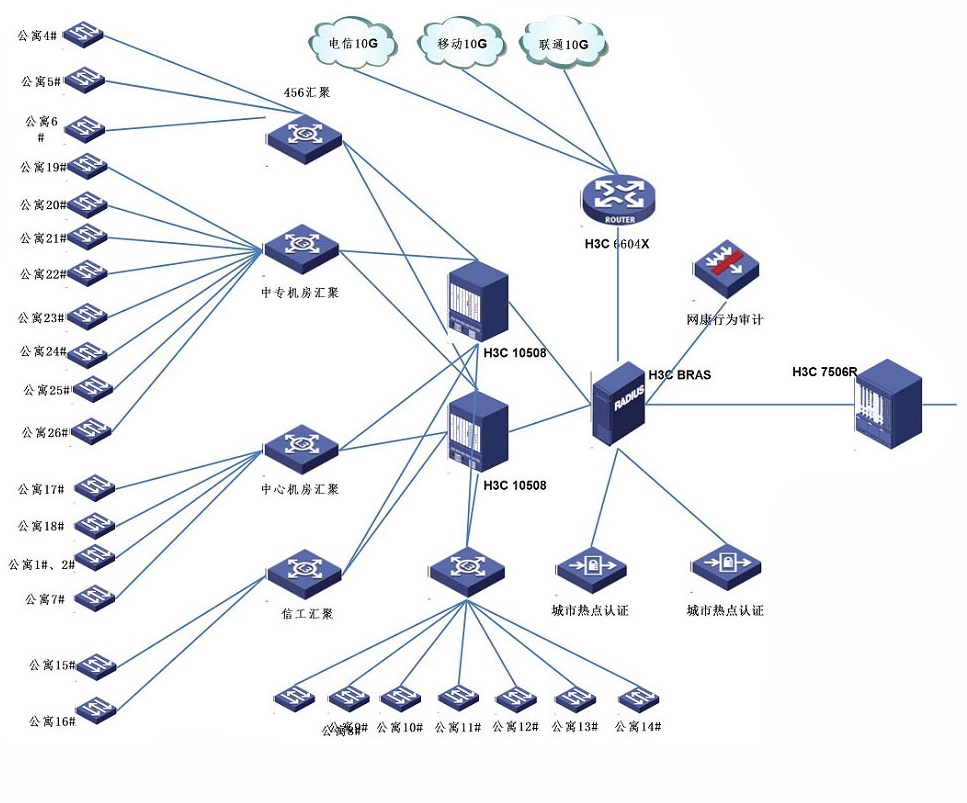 公寓4#
电信10G
移动10G
联通10G
公寓5#
456汇聚
公寓6
#
公寓19#
公寓20#
ROUTER
公寓21#
H3C 6604X
公寓22#
中专机房汇聚
公寓23#
网康行为审计
公寓24#
H3C 10508
公寓25#
H3C BRAS
H3C 7506R
RADIUS
公寓26#
公寓17#
中心机房汇聚
H3C 10508
公寓18#
公寓1#、2#
公寓7#
信工汇聚
城市热点认证
城市热点认证
公寓15#
公寓16#
公寓8#
公寓9#
公寓10#
公寓11#
公寓12#
公寓13#
公寓14#